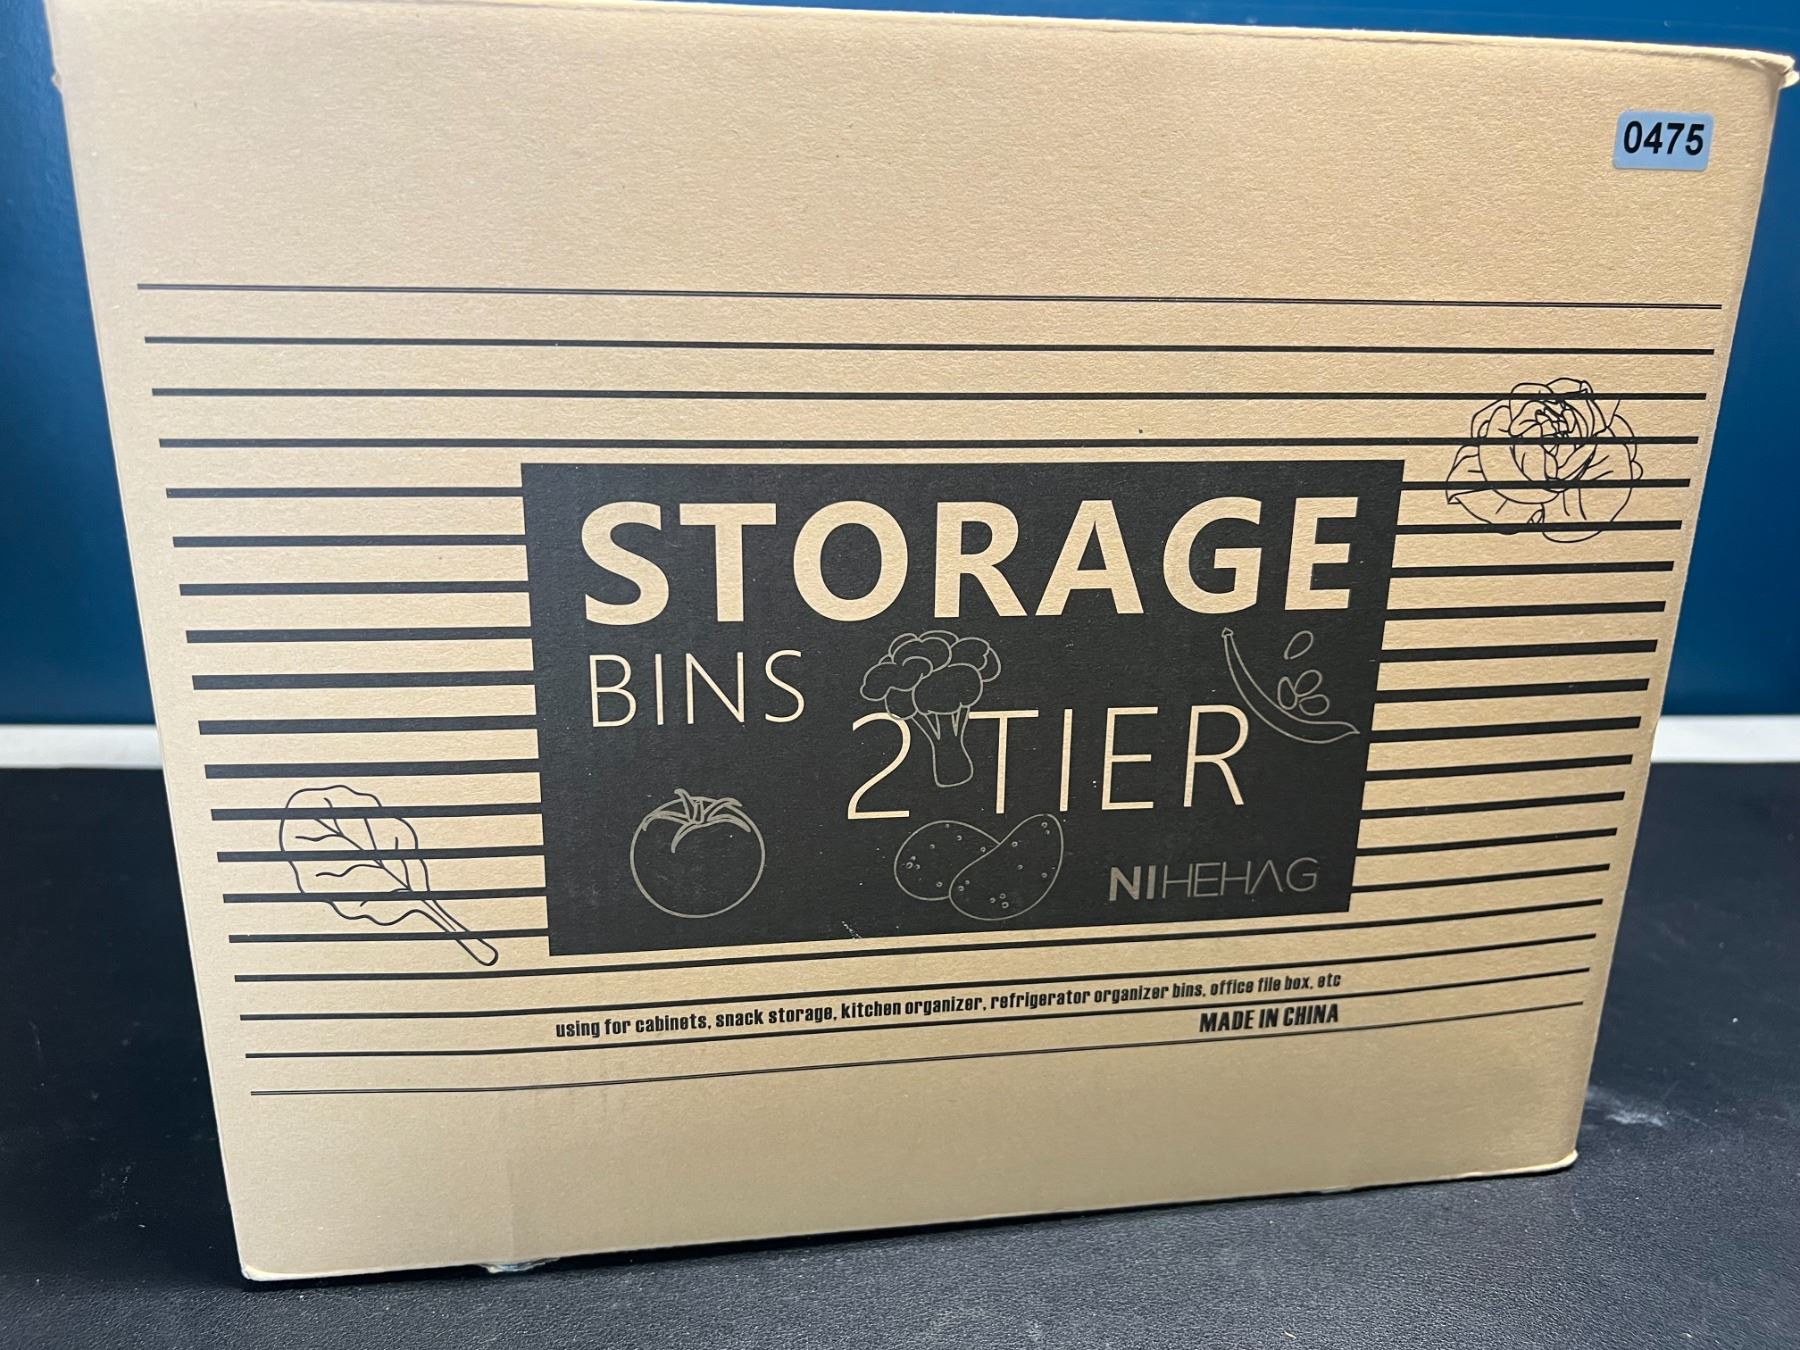 0475
STORAGE
BINS
2 TIER
NIHEHAG
using for cabinets, snack storage, kitchen organizer, refrigerator organizer bins, office file box, etc
MADE IN CHINA